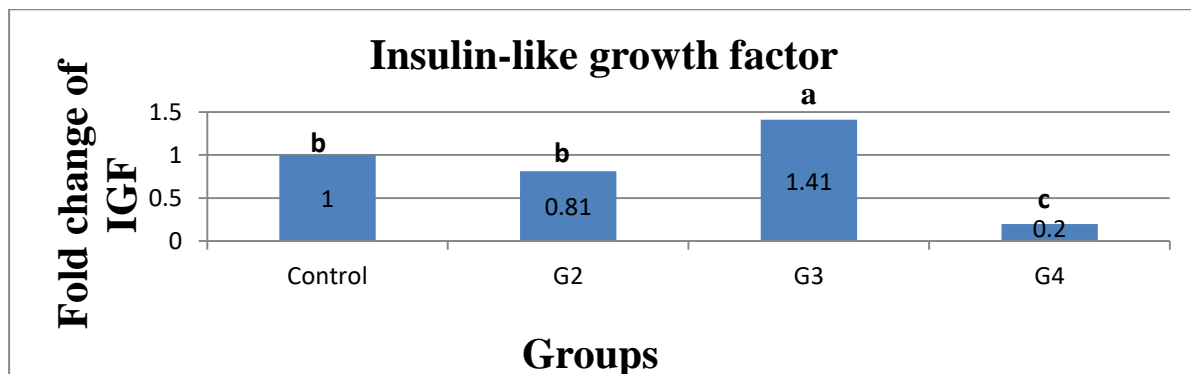 Insulin-like growth factor
Fold change of
IGF
1.5
1
0.5
0
b
b
a
c
1
0.81
1.41
0.2
Control
G2
G3
G4
Groups